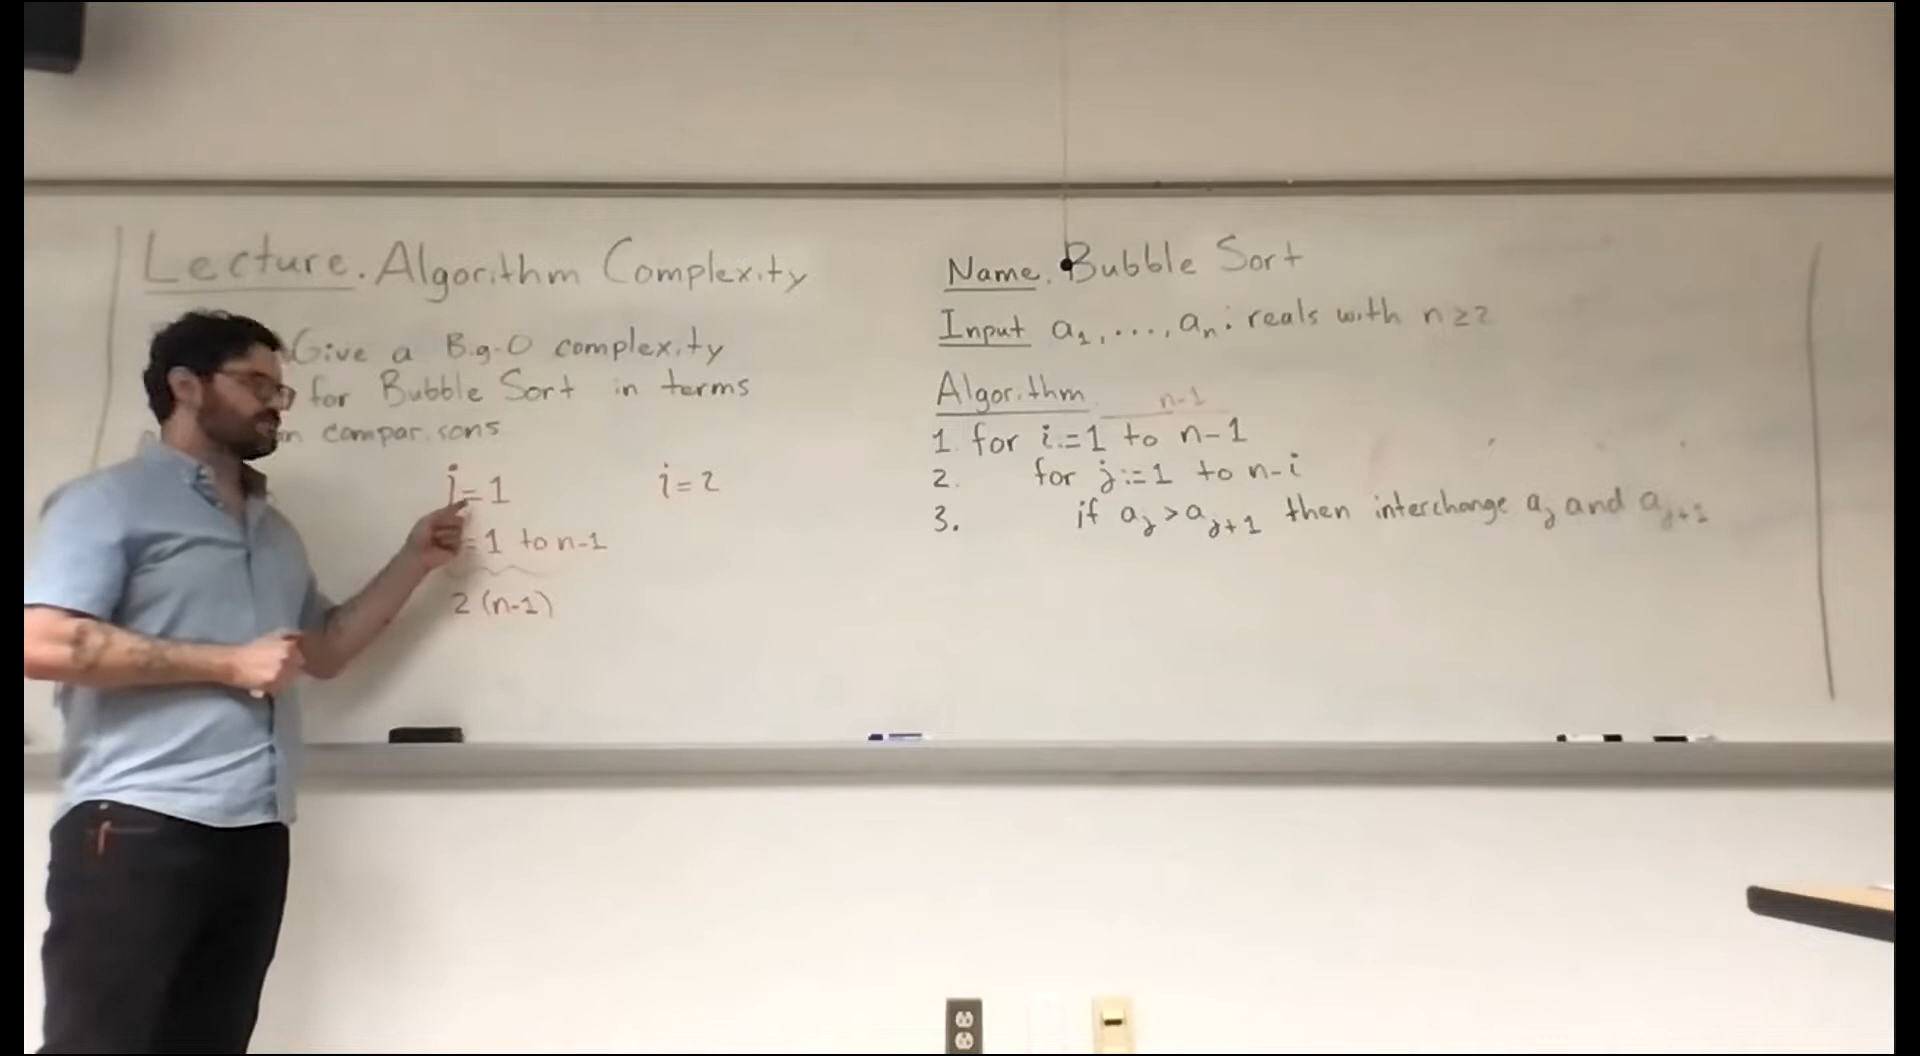 Lecture. Algorithm Complexity
Give a Big-O complexity
for Bubble Sort in terms
comparisons
i=1
=1 to n-1
2(n-1)
i=2
Name. Bubble Sort
Input a₁, ..., aₙ: reals with n≥2
Algorithm
n-1
1. for i:=1 to n-1
2. for j:=1 to n-i
3. if aⱼ > aⱼ₊₁ then interchange aⱼ and aⱼ₊₁